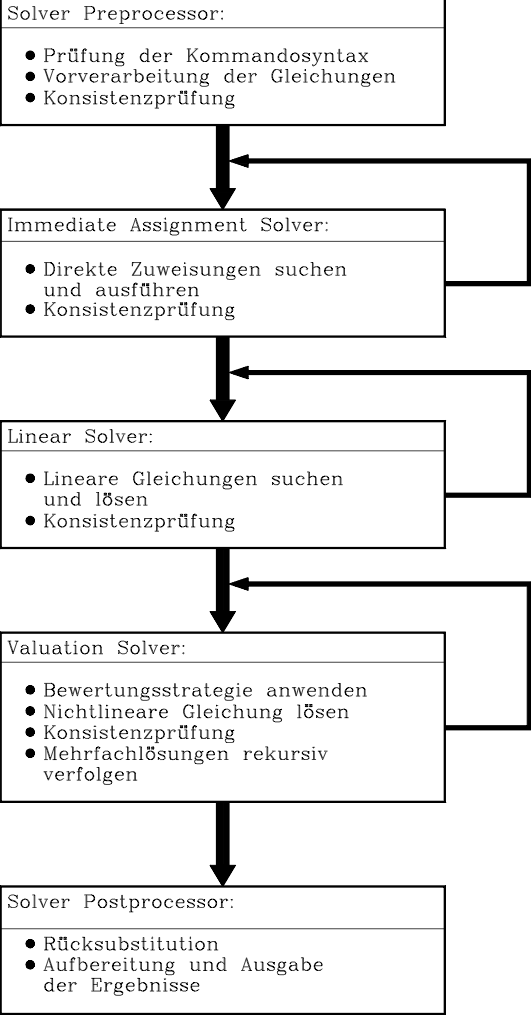 Solver Preprocessor:
● Prüfung der Kommandosyntax
● Vorverarbeitung der Gleichungen
● Konsistenzprüfung
Immediate Assignment Solver:
● Direkte Zuweisungen suchen
und ausführen
● Konsistenzprüfung
Linear Solver:
● Lineare Gleichungen suchen
und lösen
● Konsistenzprüfung
Valuation Solver:
● Bewertungsstrategie anwenden
● Nichtlineare Gleichung lösen
● Konsistenzprüfung
● Mehrfachlösungen rekursiv
verfolgen
Solver Postprocessor:
● Rücksubstitution
● Aufbereitung und Ausgabe
der Ergebnisse